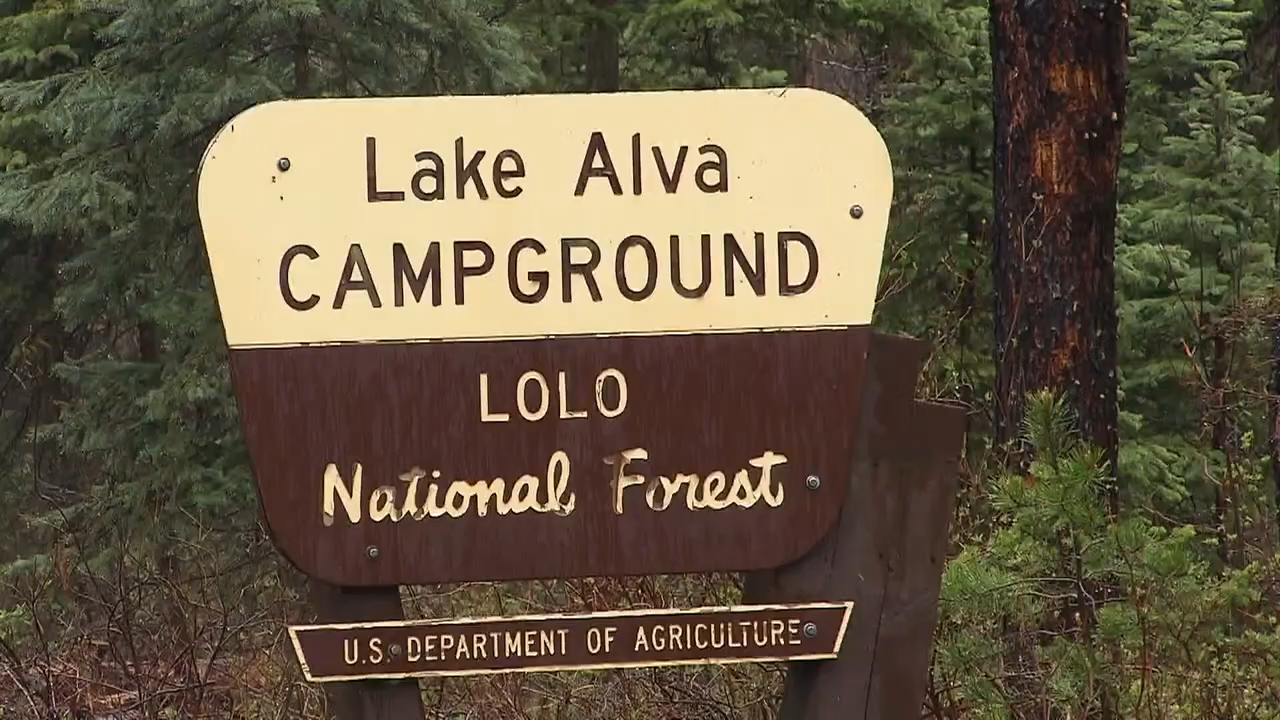 Lake Alva
CAMPGROUND
LOLO
National Forest
U.S. DEPARTMENT OF AGRICULTURE